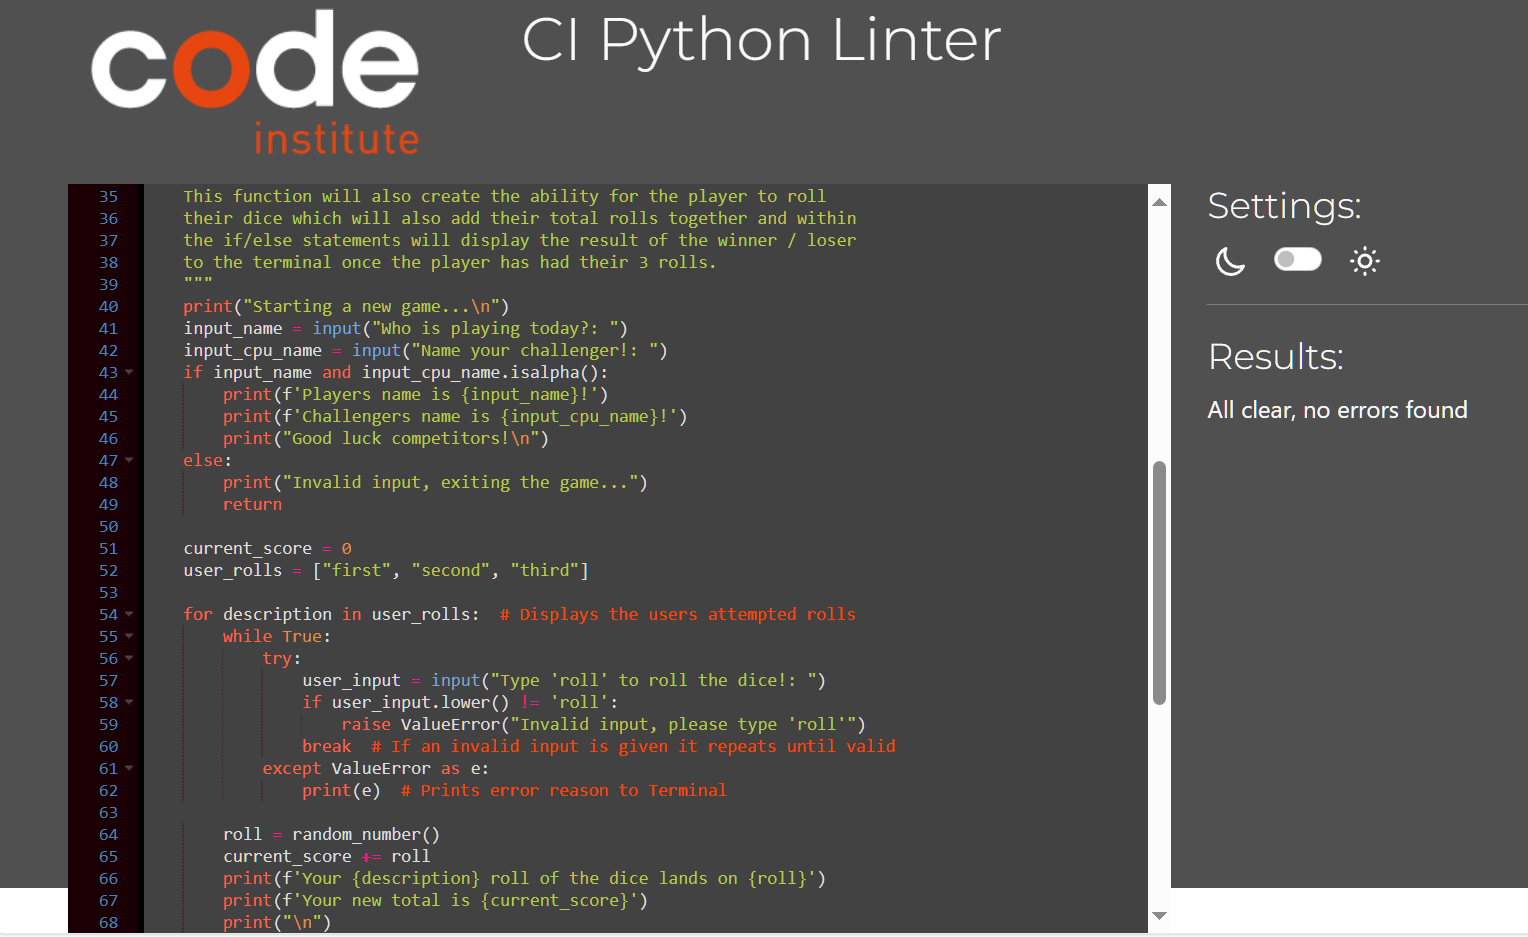 code
institute
CI Python Linter
35 This function will also create the ability for the player to roll
36 their dice which will also add their total rolls together and within
37 the if/else statements will display the result of the winner / loser
38 to the terminal once the player has had their 3 rolls.
39 """
40 print("Starting a new game...\n")
41 input_name = input("Who is playing today?: ")
42 input_cpu_name = input("Name your challenger!: ")
43 if input_name and input_cpu_name.isalpha():
44 print(f'Players name is {input_name}!')
45 print(f'Challengers name is {input_cpu_name}!')
46 print("Good luck competitors!\n")
47 else:
48 print("Invalid input, exiting the game...")
49 return
50
51 current_score = 0
52 user_rolls = ["first", "second", "third"]
53
54 for description in user_rolls:  # Displays the users attempted rolls
55 while True:
56 try:
57 user_input = input("Type 'roll' to roll the dice!: ")
58 if user_input.lower() != 'roll':
59 raise ValueError("Invalid input, please type 'roll'")
60 break  # If an invalid input is given it repeats until valid
61 except ValueError as e:
62 print(e)  # Prints error reason to Terminal
63
64 roll = random_number()
65 current_score += roll
66 print(f'Your {description} roll of the dice lands on {roll}')
67 print(f'Your new total is {current_score}')
68 print("\n")
Settings:
Results:
All clear, no errors found